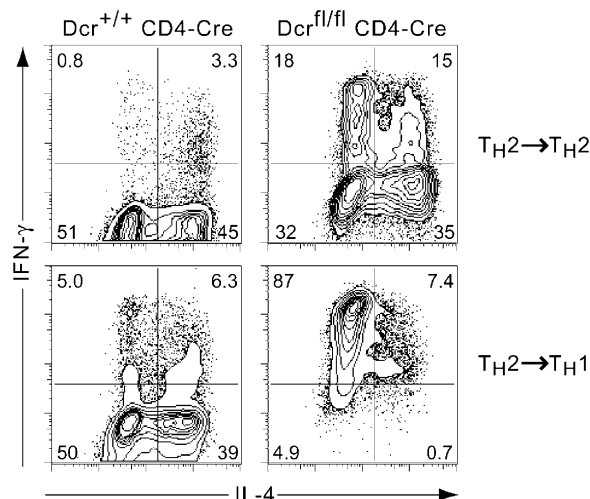 Dcr+/+ CD4-Cre
Dcrfl/fl CD4-Cre
0.8
3.3
18
15
51
45
32
35
TH2→TH2
5.0
6.3
87
7.4
50
39
4.9
0.7
TH2→TH1
IFN-γ
IL-4